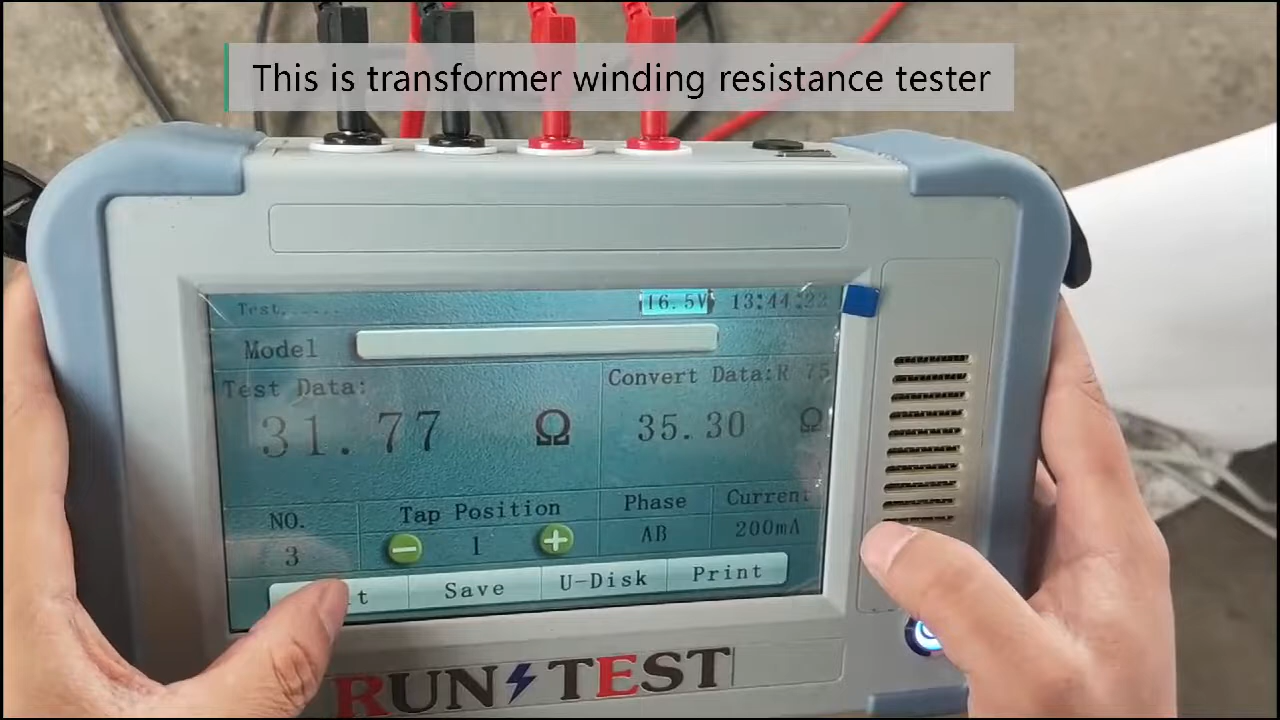 This is transformer winding resistance tester
Test......
16.5V
13:44:22
Model
Test Data:
Convert Data:R 75
31.77 Ω
35.30 Ω
NO.
Tap Position
Phase
Current
3
1
AB
200mA
Save
U-Disk
Print
RUN TEST